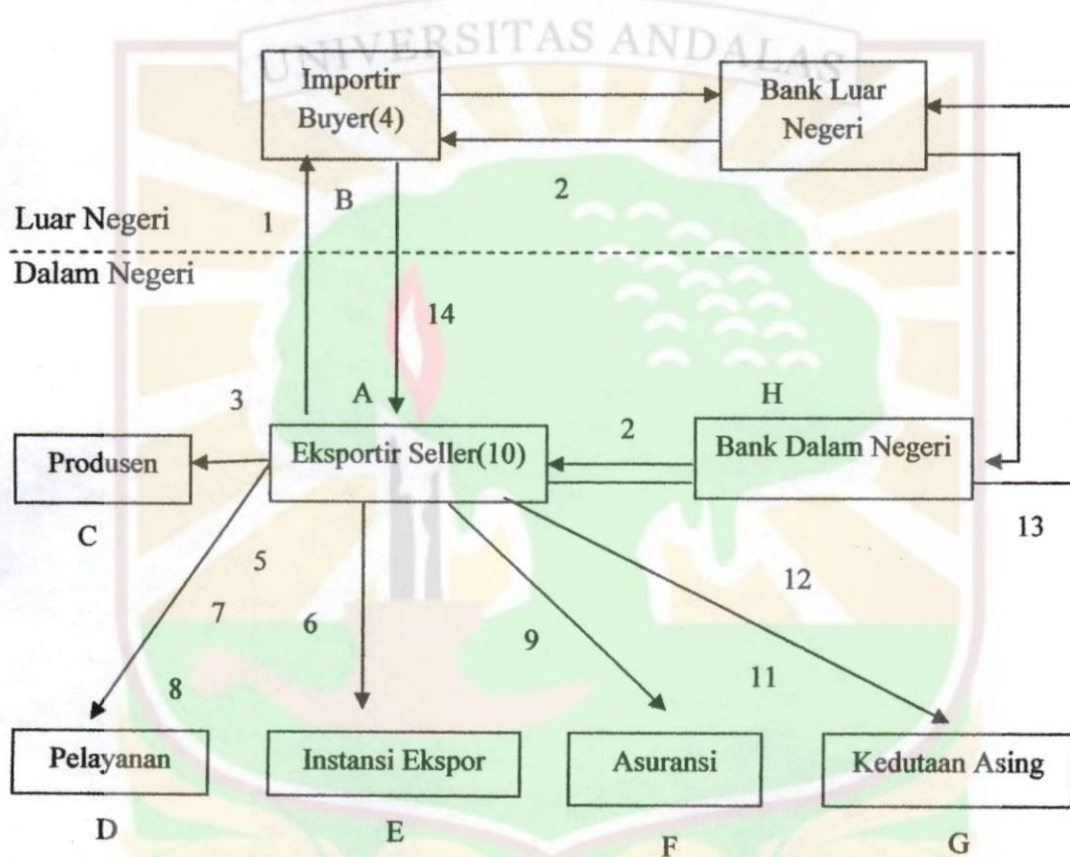 UNIVERSITAS ANDALAS
Importir
Buyer(4)
Bank Luar
Negeri
B
2
1
Luar Negeri
Dalam Negeri
14
A
H
3
2
Produsen
Eksportir Seller(10)
Bank Dalam Negeri
C
13
5
12
7
6
9
8
11
Pelayanan
Instansi Ekspor
Asuransi
Kedutaan Asing
D
E
F
G